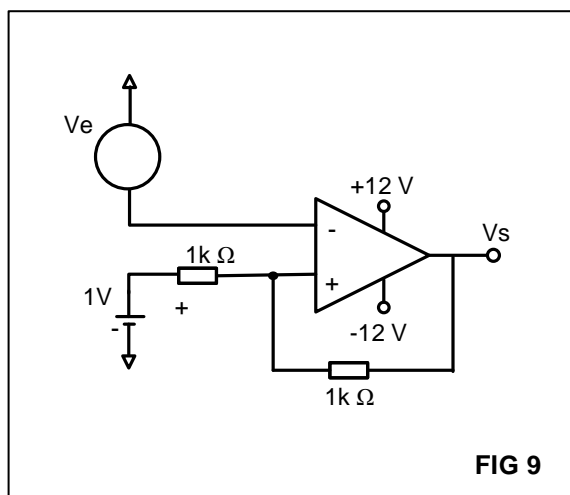 Ve
+12 V
-
Vs
1k Ω
+
1V
+
-
-12 V
1k Ω
FIG 9